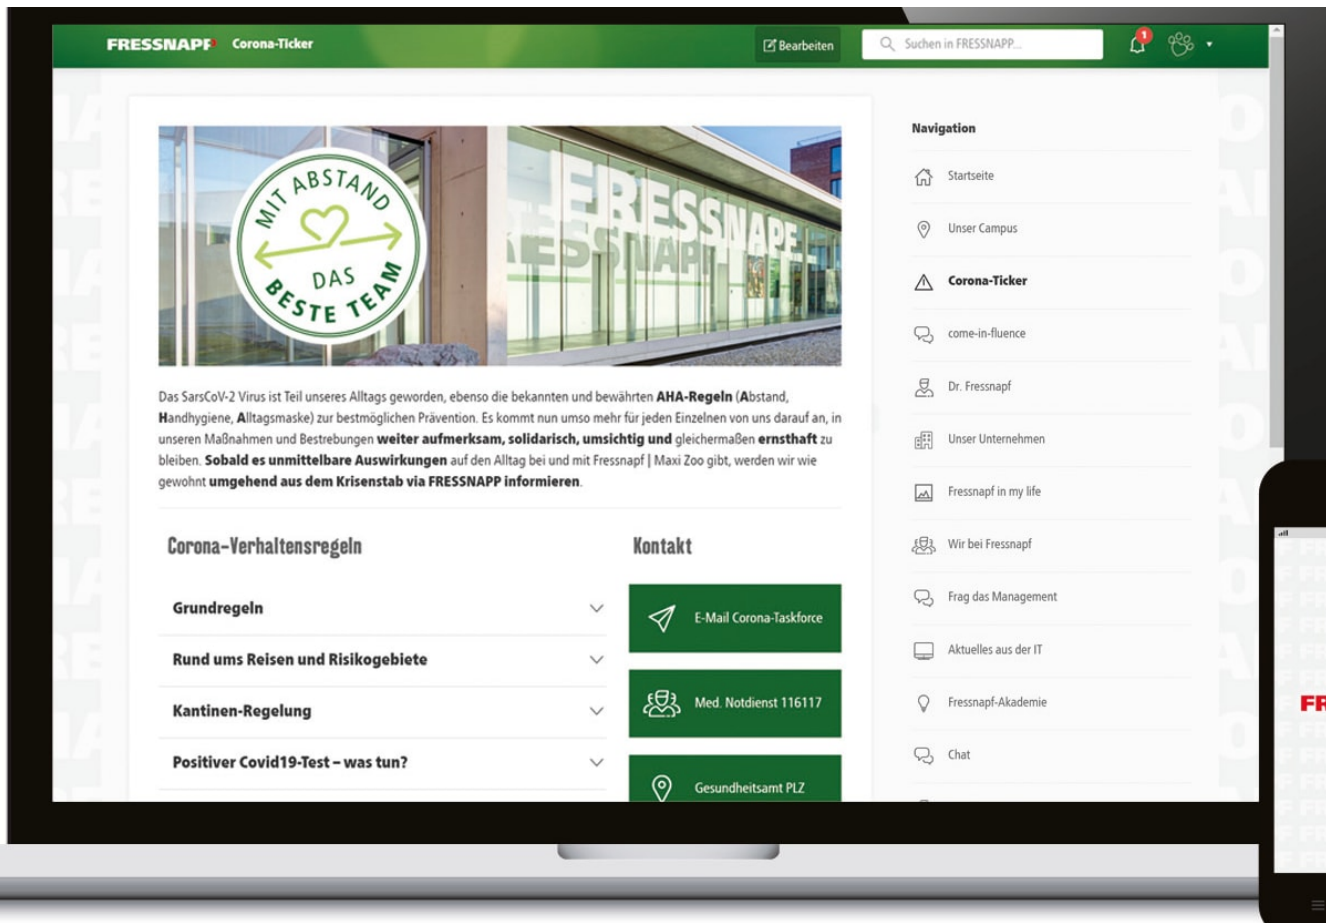 FRESSNAPP Corona-Ticker
Bearbeiten
Suchen in FRESSNAPP...
1
MIT ABSTAND
DAS
BESTE TEAM
FRESSNAPF
Das SarsCoV-2 Virus ist Teil unseres Alltags geworden, ebenso die bekannten und bewährten AHA-Regeln (Abstand,
Handhygiene, Alltagsmaske) zur bestmöglichen Prävention. Es kommt nun umso mehr für jeden Einzelnen von uns darauf an, in
unseren Maßnahmen und Bestrebungen weiter aufmerksam, solidarisch, umsichtig und gleichermaßen ernsthaft zu
bleiben. Sobald es unmittelbare Auswirkungen auf den Alltag bei und mit Fressnapf | Maxi Zoo gibt, werden wir wie
gewohnt umgehend aus dem Krisenstab via FRESSNAPP informieren.
Corona-Verhaltensregeln
Grundregeln
Rund ums Reisen und Risikogebiete
Kantinen-Regelung
Positiver Covid19-Test – was tun?
Kontakt
E-Mail Corona-Taskforce
Med. Notdienst 116117
Gesundheitsamt PLZ
Navigation
Startseite
Unser Campus
Corona-Ticker
come-in-fluence
Dr. Fressnapf
Unser Unternehmen
Fressnapf in my life
Wir bei Fressnapf
Frag das Management
Aktuelles aus der IT
Fressnapf-Akademie
Chat
FR